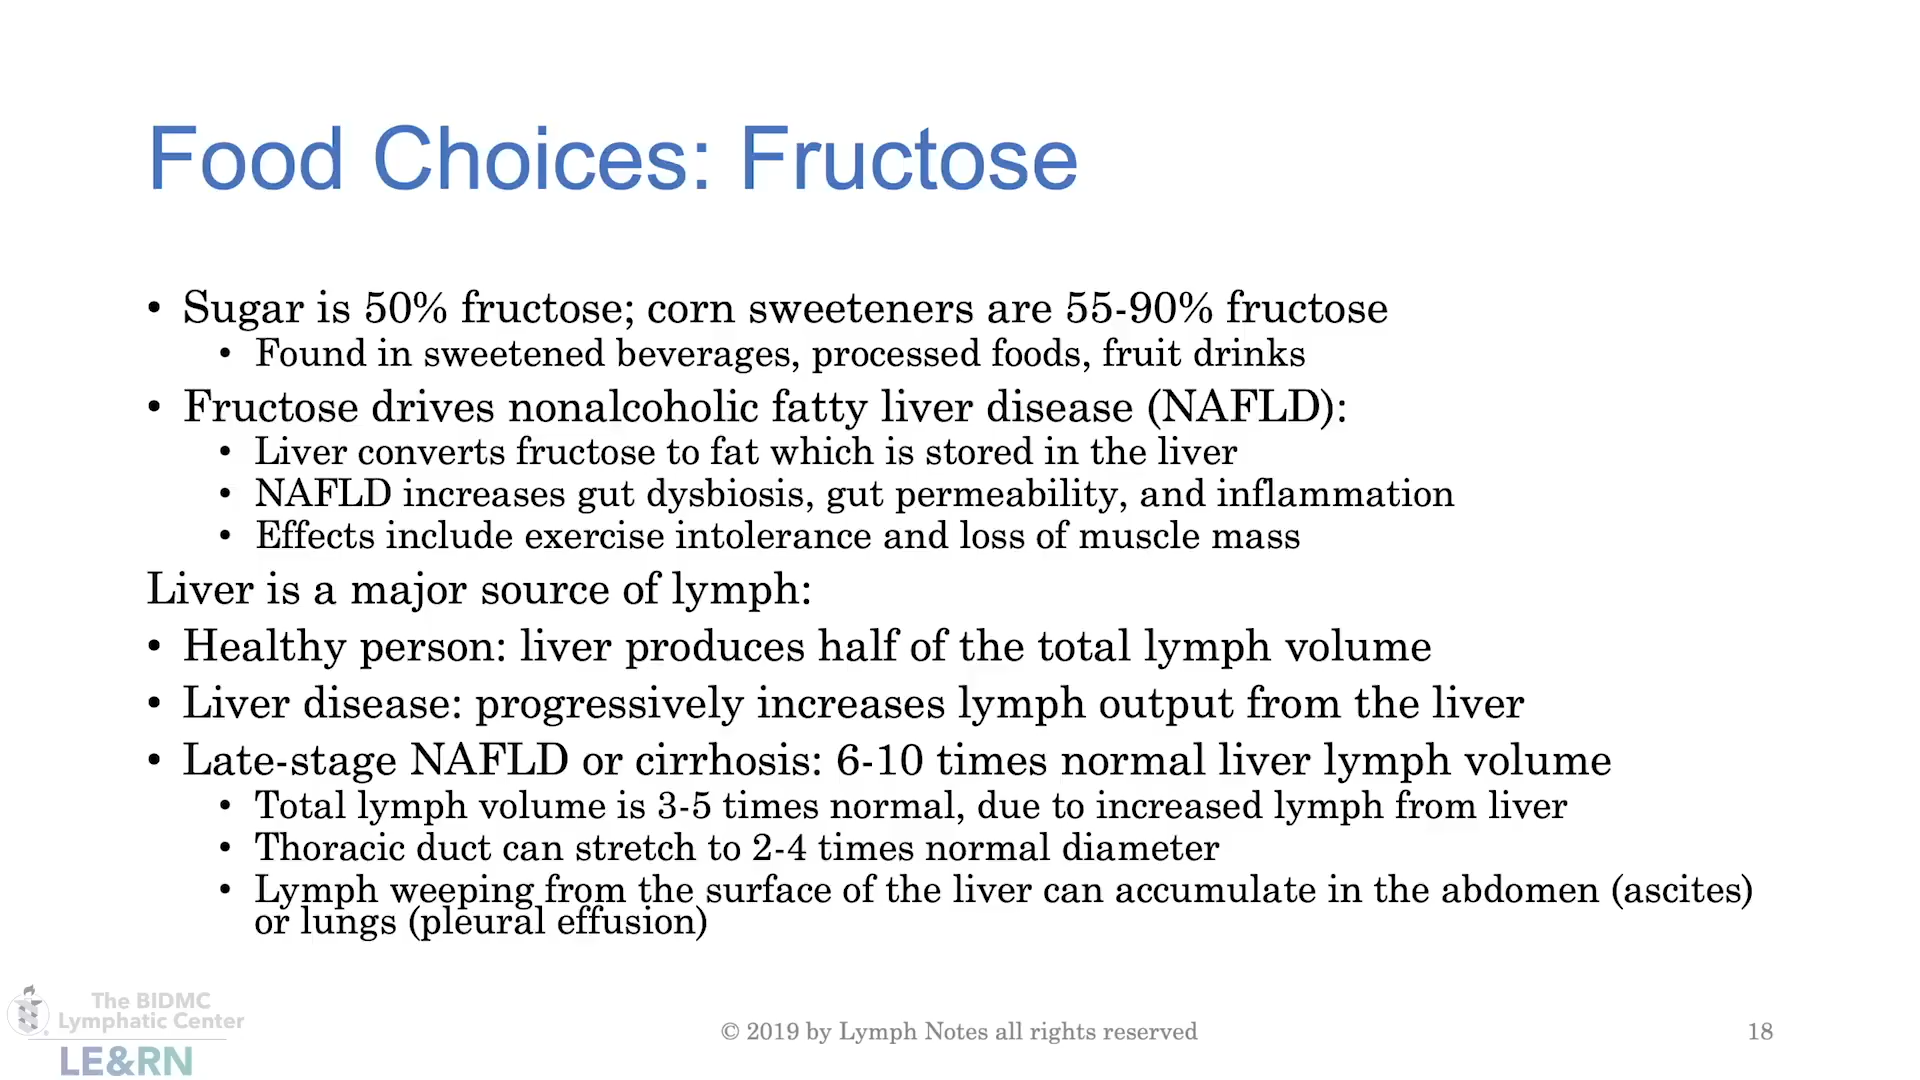 Food Choices: Fructose
• Sugar is 50% fructose; corn sweeteners are 55-90% fructose
• Found in sweetened beverages, processed foods, fruit drinks
• Fructose drives nonalcoholic fatty liver disease (NAFLD):
• Liver converts fructose to fat which is stored in the liver
• NAFLD increases gut dysbiosis, gut permeability, and inflammation
• Effects include exercise intolerance and loss of muscle mass
Liver is a major source of lymph:
• Healthy person: liver produces half of the total lymph volume
• Liver disease: progressively increases lymph output from the liver
• Late-stage NAFLD or cirrhosis: 6-10 times normal liver lymph volume
• Total lymph volume is 3-5 times normal, due to increased lymph from liver
• Thoracic duct can stretch to 2-4 times normal diameter
• Lymph weeping from the surface of the liver can accumulate in the abdomen (ascites)
or lungs (pleural effusion)
The BIDMC
Lymphatic Center
LE&RN
© 2019 by Lymph Notes all rights reserved
18